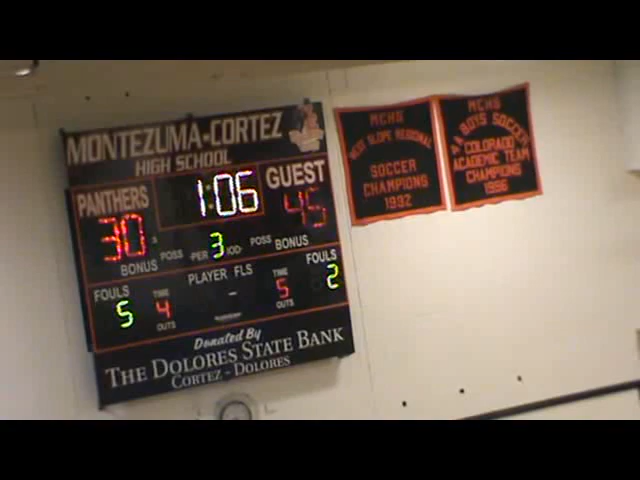 MONTEZUMA-CORTEZ
HIGH SCHOOL
PANTHERS 1:06 GUEST
30 45
BONUS POSS -PER 3 IOD- POSS BONUS
PLAYER FLS
FOULS TIME TIME FOULS
5 4 5 2
OUTS OUTS
Donated By
THE DOLORES STATE BANK
CORTEZ - DOLORES
MCHS
WEST SLOPE REGIONAL
SOCCER
CHAMPIONS
1992
MCHS
4A BOYS SOCCER
COLORADO
ACADEMIC TEAM
CHAMPIONS
1996